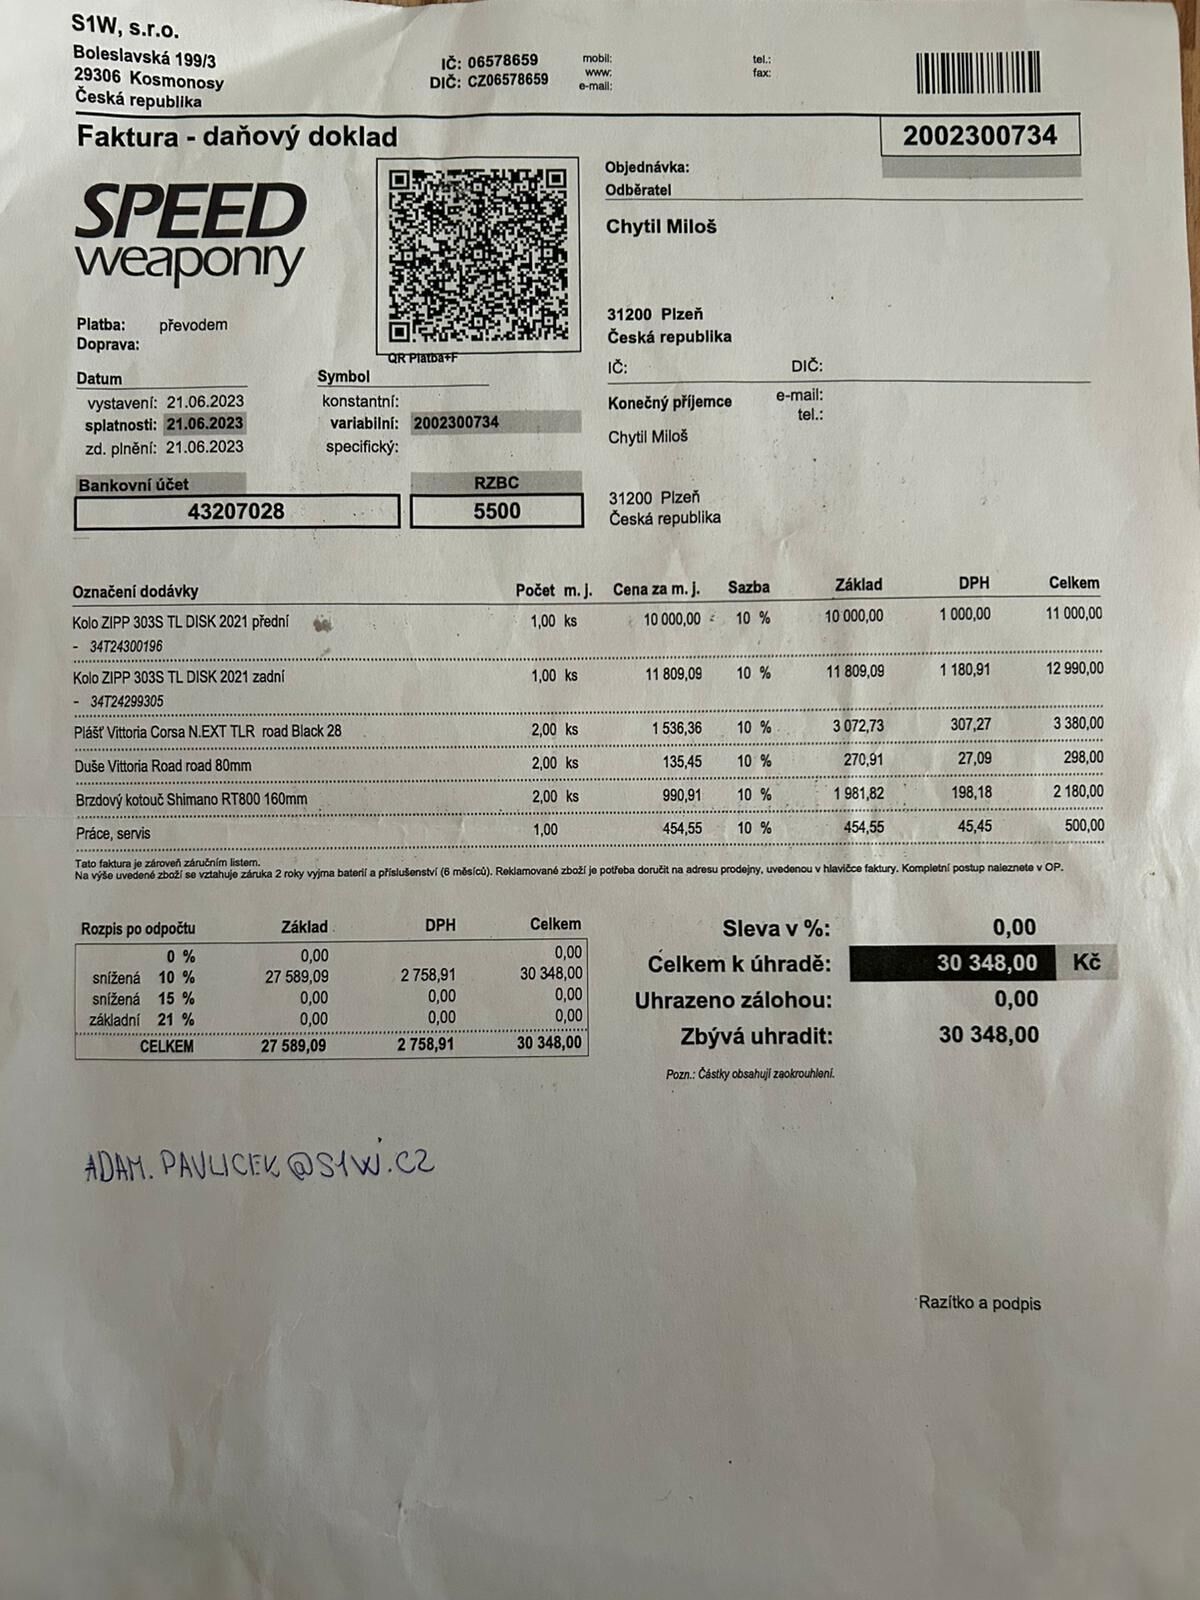 S1W, s.r.o.
Boleslavská 199/3
29306 Kosmonosy
Česká republika
IČ: 06578659
DIČ: CZ06578659
mobil:
www:
e-mail:
tel.:
fax:
Faktura - daňový doklad
2002300734
SPEED
weaponry
QR Platba+F
Objednávka:
Odběratel
Chytil Miloš
31200 Plzeň
Česká republika
IČ: DIČ:
Platba: převodem
Doprava:
Datum
vystavení: 21.06.2023
splatnosti: 21.06.2023
zd. plnění: 21.06.2023
Symbol
konstantní:
variabilní: 2002300734
specifický:
Konečný příjemce
e-mail:
tel.:
Chytil Miloš
31200 Plzeň
Česká republika
Bankovní účet RZBC
43207028 5500
Označení dodávky Počet m. j. Cena za m. j. Sazba Základ DPH Celkem
Kolo ZIPP 303S TL DISK 2021 přední 1,00 ks 10 000,00 10 % 10 000,00 1 000,00 11 000,00
- 34T24300196
Kolo ZIPP 303S TL DISK 2021 zadní 1,00 ks 11 809,09 10 % 11 809,09 1 180,91 12 990,00
- 34T24299305
Plášť Vittoria Corsa N.EXT TLR road Black 28 2,00 ks 1 536,36 10 % 3 072,73 307,27 3 380,00
Duše Vittoria Road road 80mm 2,00 ks 135,45 10 % 270,91 27,09 298,00
Brzdový kotouč Shimano RT800 160mm 2,00 ks 990,91 10 % 1 981,82 198,18 2 180,00
Práce, servis 1,00 454,55 10 % 454,55 45,45 500,00
Tato faktura je zároveň záručním listem.
Na výše uvedené zboží se vztahuje záruka 2 roky vyjma baterií a příslušenství (6 měsíců). Reklamované zboží je potřeba doručit na adresu prodejny, uvedenou v hlavičce faktury. Kompletní postup naleznete v OP.
Rozpis po odpočtu Základ DPH Celkem
0 % 0,00 0,00
snížená 10 % 27 589,09 2 758,91 30 348,00
snížená 15 % 0,00 0,00 0,00
základní 21 % 0,00 0,00 0,00
CELKEM 27 589,09 2 758,91 30 348,00
Sleva v %: 0,00
Celkem k úhradě: 30 348,00 Kč
Uhrazeno zálohou: 0,00
Zbývá uhradit: 30 348,00
Pozn.: Částky obsahují zaokrouhlení.
ADAM.PAVLICEK@S1W.CZ
Razítko a podpis